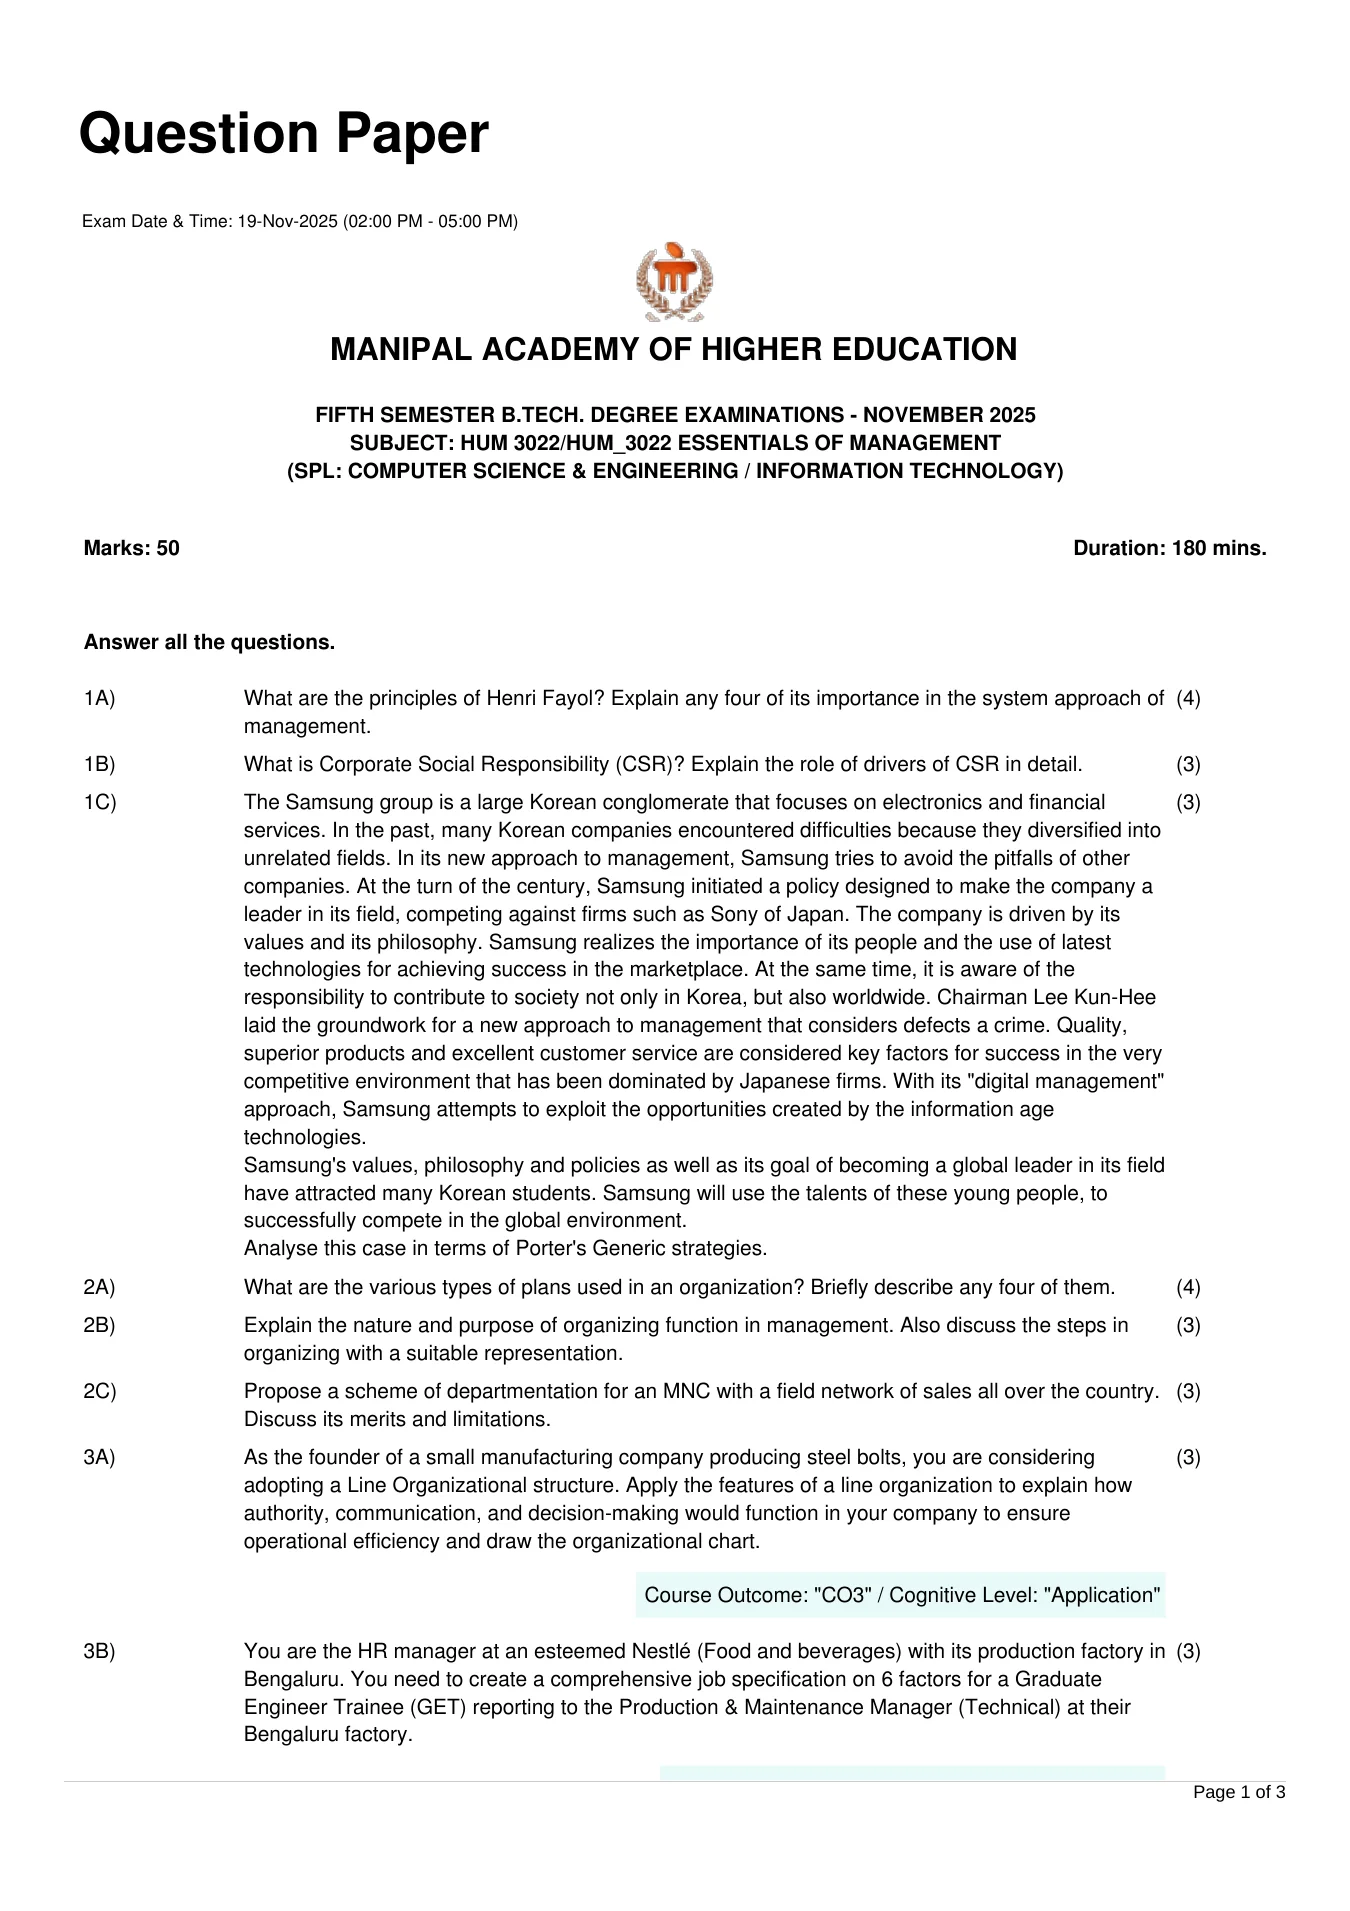 Question Paper
Exam Date & Time: 19-Nov-2025 (02:00 PM - 05:00 PM)
MANIPAL ACADEMY OF HIGHER EDUCATION
FIFTH SEMESTER B.TECH. DEGREE EXAMINATIONS - NOVEMBER 2025
SUBJECT: HUM 3022/HUM_3022 ESSENTIALS OF MANAGEMENT
(SPL: COMPUTER SCIENCE & ENGINEERING / INFORMATION TECHNOLOGY)
Marks: 50 Duration: 180 mins.
Answer all the questions.
1A) What are the principles of Henri Fayol? Explain any four of its importance in the system approach of (4)
management.
1B) What is Corporate Social Responsibility (CSR)? Explain the role of drivers of CSR in detail. (3)
1C) The Samsung group is a large Korean conglomerate that focuses on electronics and financial (3)
services. In the past, many Korean companies encountered difficulties because they diversified into
unrelated fields. In its new approach to management, Samsung tries to avoid the pitfalls of other
companies. At the turn of the century, Samsung initiated a policy designed to make the company a
leader in its field, competing against firms such as Sony of Japan. The company is driven by its
values and its philosophy. Samsung realizes the importance of its people and the use of latest
technologies for achieving success in the marketplace. At the same time, it is aware of the
responsibility to contribute to society not only in Korea, but also worldwide. Chairman Lee Kun-Hee
laid the groundwork for a new approach to management that considers defects a crime. Quality,
superior products and excellent customer service are considered key factors for success in the very
competitive environment that has been dominated by Japanese firms. With its "digital management"
approach, Samsung attempts to exploit the opportunities created by the information age
technologies.
Samsung's values, philosophy and policies as well as its goal of becoming a global leader in its field
have attracted many Korean students. Samsung will use the talents of these young people, to
successfully compete in the global environment.
Analyse this case in terms of Porter's Generic strategies.
2A) What are the various types of plans used in an organization? Briefly describe any four of them. (4)
2B) Explain the nature and purpose of organizing function in management. Also discuss the steps in (3)
organizing with a suitable representation.
2C) Propose a scheme of departmentation for an MNC with a field network of sales all over the country. (3)
Discuss its merits and limitations.
3A) As the founder of a small manufacturing company producing steel bolts, you are considering (3)
adopting a Line Organizational structure. Apply the features of a line organization to explain how
authority, communication, and decision-making would function in your company to ensure
operational efficiency and draw the organizational chart.
Course Outcome: "CO3" / Cognitive Level: "Application"
3B) You are the HR manager at an esteemed Nestlé (Food and beverages) with its production factory in (3)
Bengaluru. You need to create a comprehensive job specification on 6 factors for a Graduate
Engineer Trainee (GET) reporting to the Production & Maintenance Manager (Technical) at their
Bengaluru factory.
Page 1 of 3